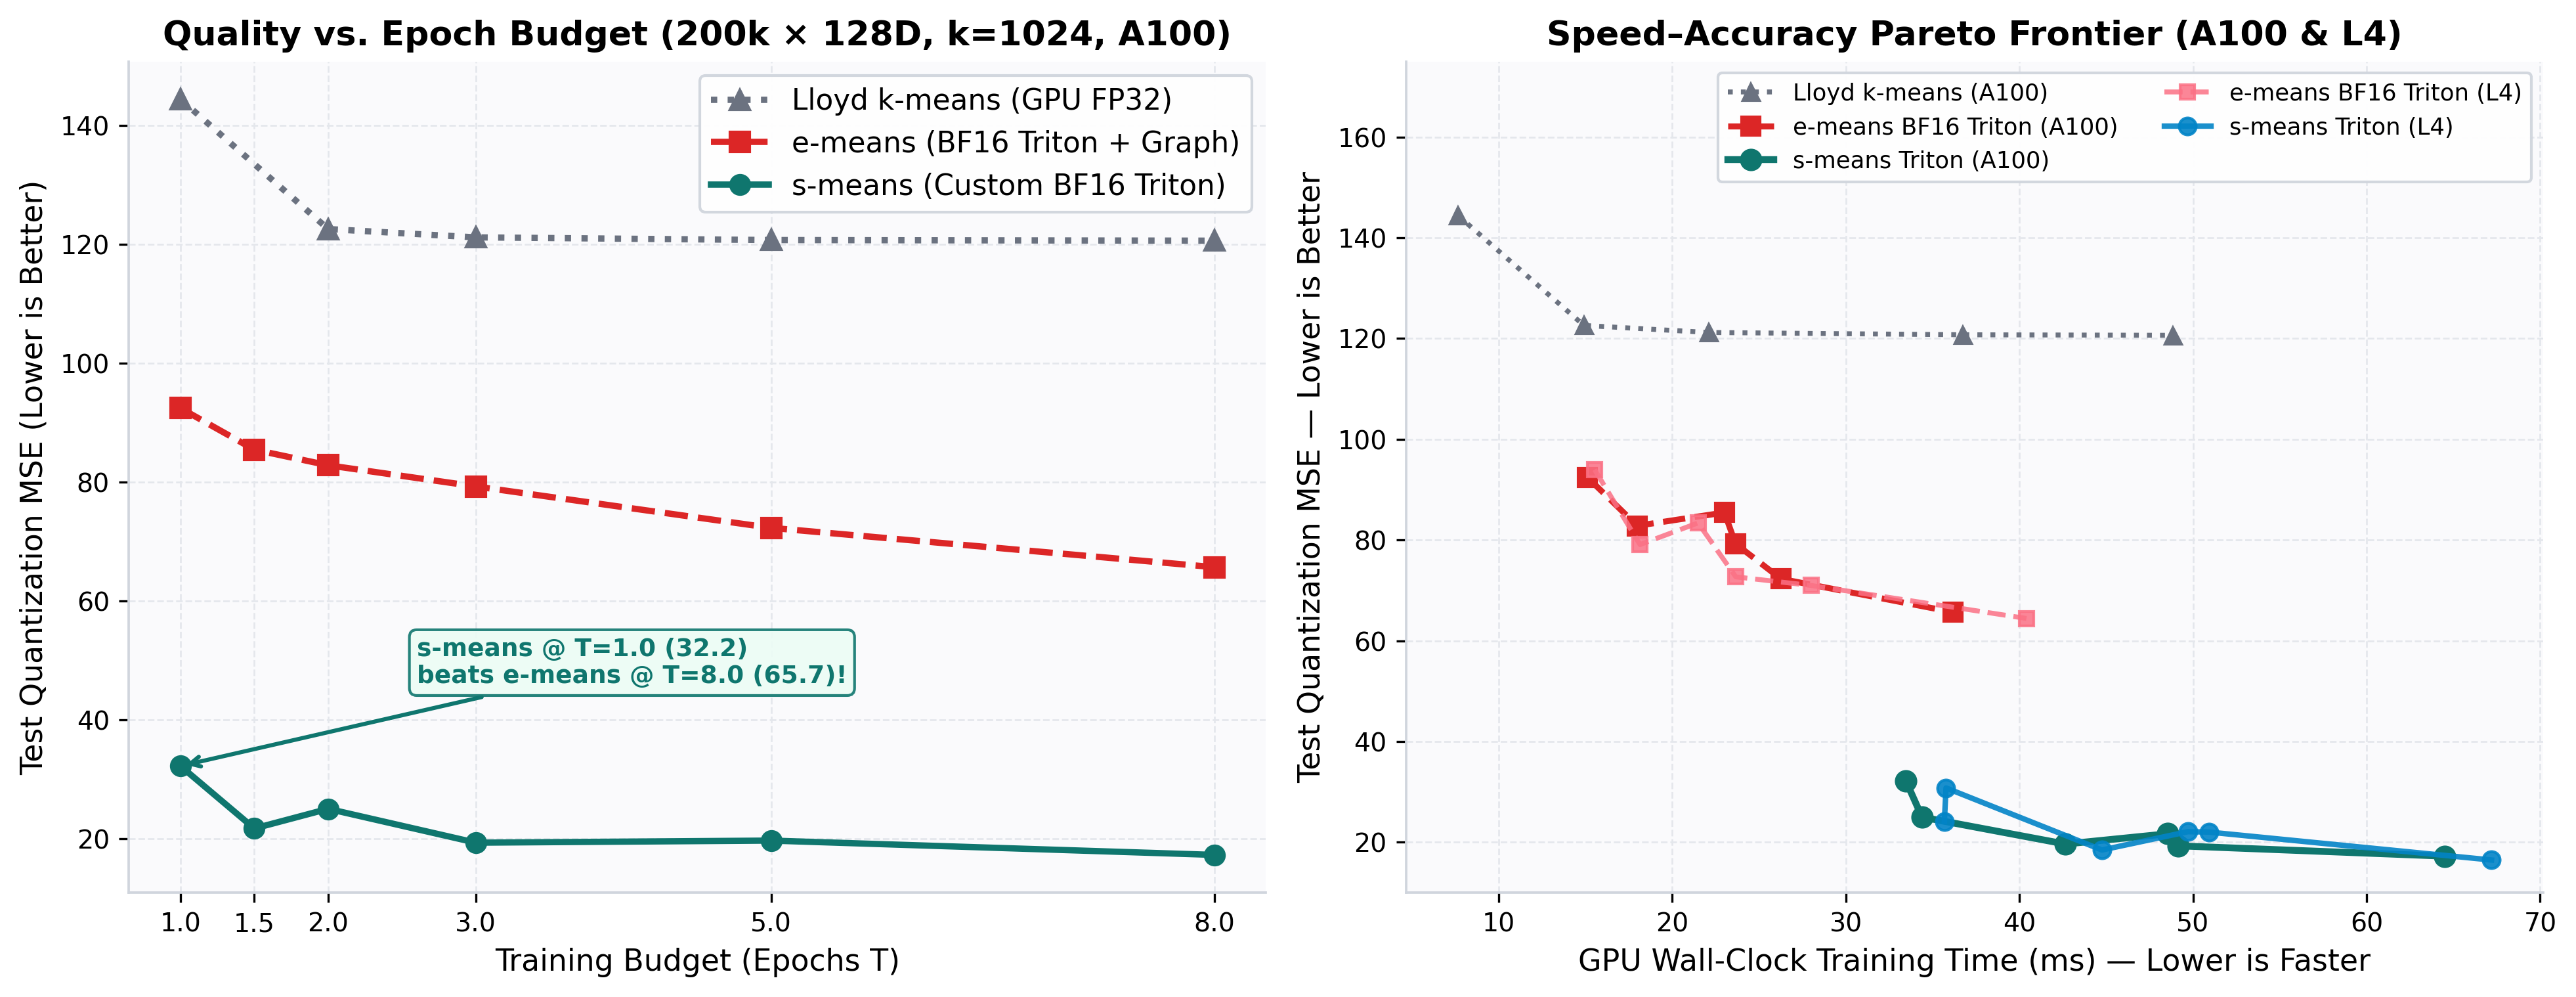 Quality vs. Epoch Budget (200k × 128D, k=1024, A100)
Test Quantization MSE (Lower is Better)
140
120
100
80
60
40
20
Lloyd k-means (GPU FP32)
e-means (BF16 Triton + Graph)
s-means (Custom BF16 Triton)
s-means @ T=1.0 (32.2)
beats e-means @ T=8.0 (65.7)!
1.0 1.5 2.0 3.0 5.0 8.0
Training Budget (Epochs T)
Speed–Accuracy Pareto Frontier (A100 & L4)
Test Quantization MSE — Lower is Better
160
140
120
100
80
60
40
20
Lloyd k-means (A100)
e-means BF16 Triton (A100)
s-means Triton (A100)
e-means BF16 Triton (L4)
s-means Triton (L4)
10 20 30 40 50 60 70
GPU Wall-Clock Training Time (ms) — Lower is Faster